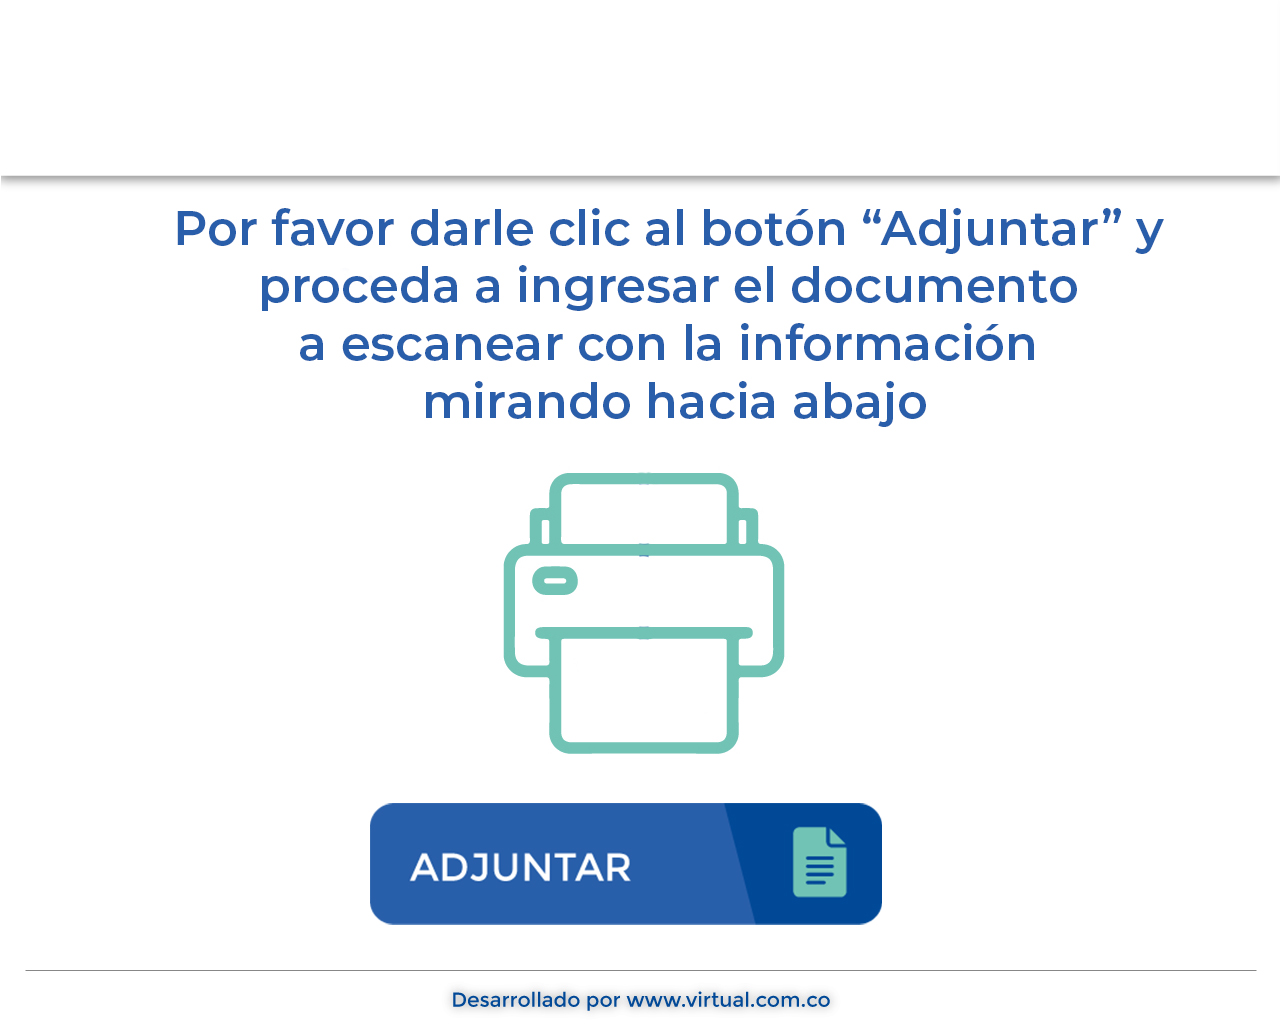 Por favor darle clic al botón “Adjuntar” y
proceda a ingresar el documento
a escanear con la información
mirando hacia abajo
ADJUNTAR
Desarrollado por www.virtual.com.co